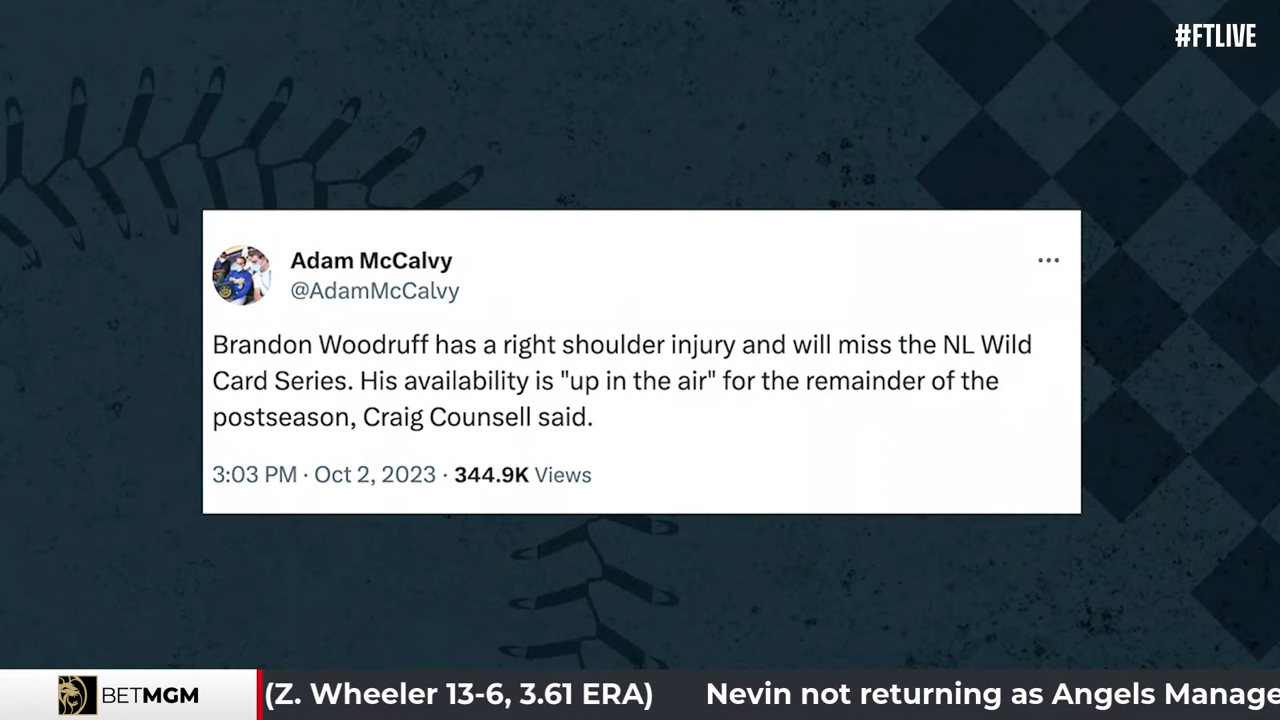 #FTLIVE
Adam McCalvy
@AdamMcCalvy
Brandon Woodruff has a right shoulder injury and will miss the NL Wild
Card Series. His availability is "up in the air" for the remainder of the
postseason, Craig Counsell said.
3:03 PM · Oct 2, 2023 · 344.9K Views
BETMGM
(Z. Wheeler 13-6, 3.61 ERA) Nevin not returning as Angels Manage